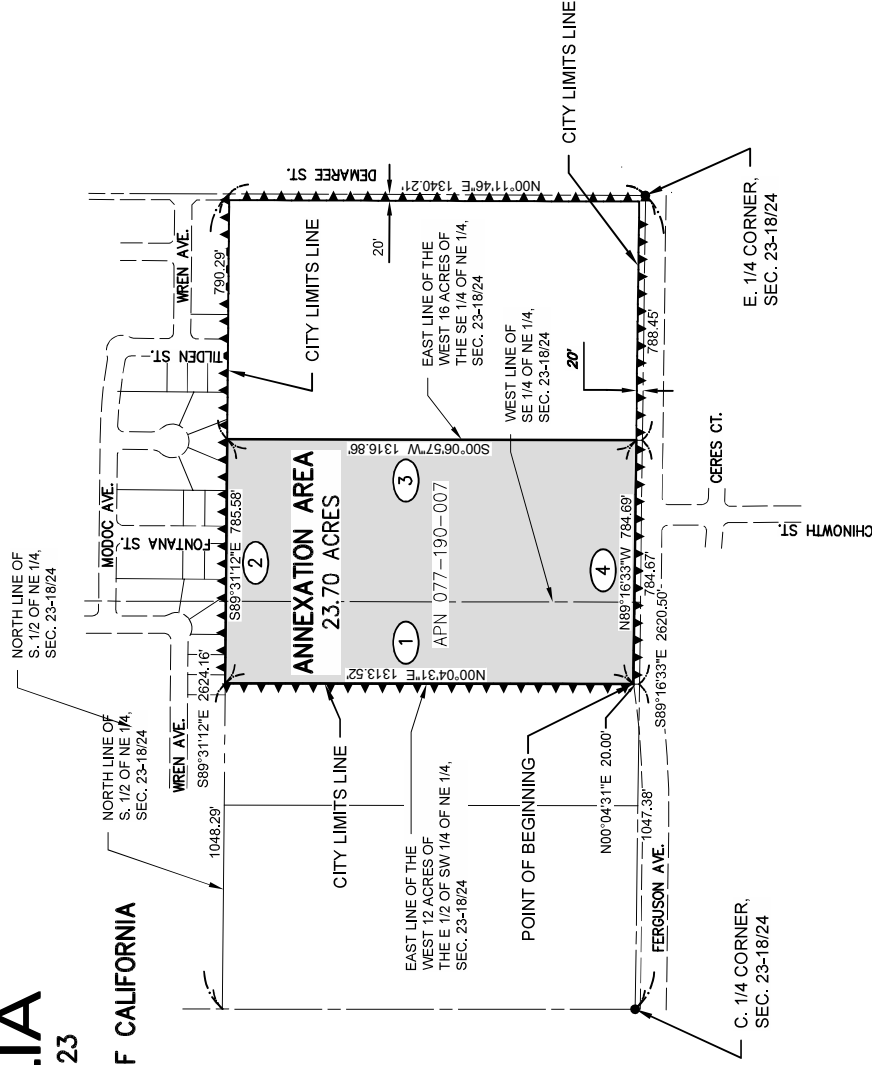 LIA
23
F CALIFORNIA
NORTH LINE OF
S. 1/2 OF NE 1/4,
SEC. 23-18/24
NORTH LINE OF
S. 1/2 OF NE 1/4,
SEC. 23-18/24
MODOC AVE.
WREN AVE.
WREN AVE.
FONTANA ST.
TILDEN ST.
DEMAREE ST.
S89°31'12"E 2624.16'
1048.29'
S89°31'12"E 785.58'
790.29'
CITY LIMITS LINE
CITY LIMITS LINE
20'
N00°11'46"E 1340.21'
ANNEXATION AREA
23.70 ACRES
APN 077-190-007
1
2
3
4
N00°04'31"E 1313.52'
S00°06'57"W 1316.86'
EAST LINE OF THE
WEST 16 ACRES OF
THE SE 1/4 OF NE 1/4,
SEC. 23-18/24
WEST LINE OF
SE 1/4 OF NE 1/4,
SEC. 23-18/24
20'
CITY LIMITS LINE
EAST LINE OF THE
WEST 12 ACRES OF
THE E 1/2 OF SW 1/4 OF NE 1/4,
SEC. 23-18/24
POINT OF BEGINNING
N00°04'31"E 20.00'
N89°16'33"W 784.69'
784.67'
788.45'
S89°16'33"E 2620.50'
1047.38'
FERGUSON AVE.
CERES CT.
CHINOWTH ST.
C. 1/4 CORNER,
SEC. 23-18/24
E. 1/4 CORNER,
SEC. 23-18/24